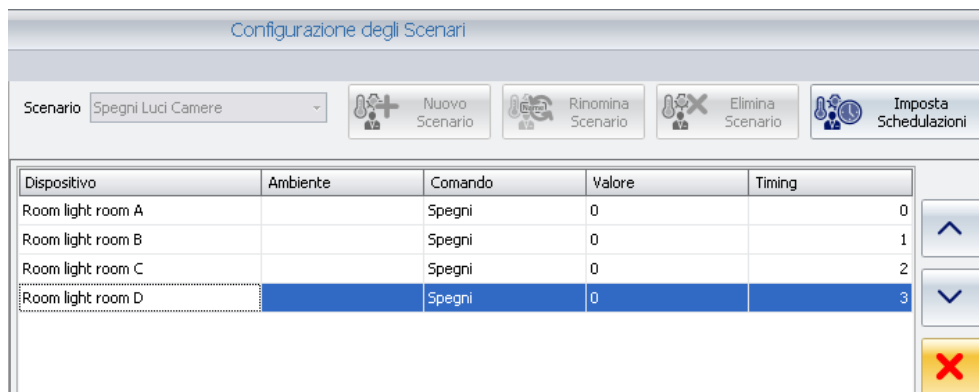 Configurazione degli Scenari
Scenario Spegni Luci Camere
Nuovo Scenario
Rinomina Scenario
Elimina Scenario
Imposta Schedulazioni
Dispositivo Ambiente Comando Valore Timing
Room light room A Spegni 0 0
Room light room B Spegni 0 1
Room light room C Spegni 0 2
Room light room D Spegni 0 3